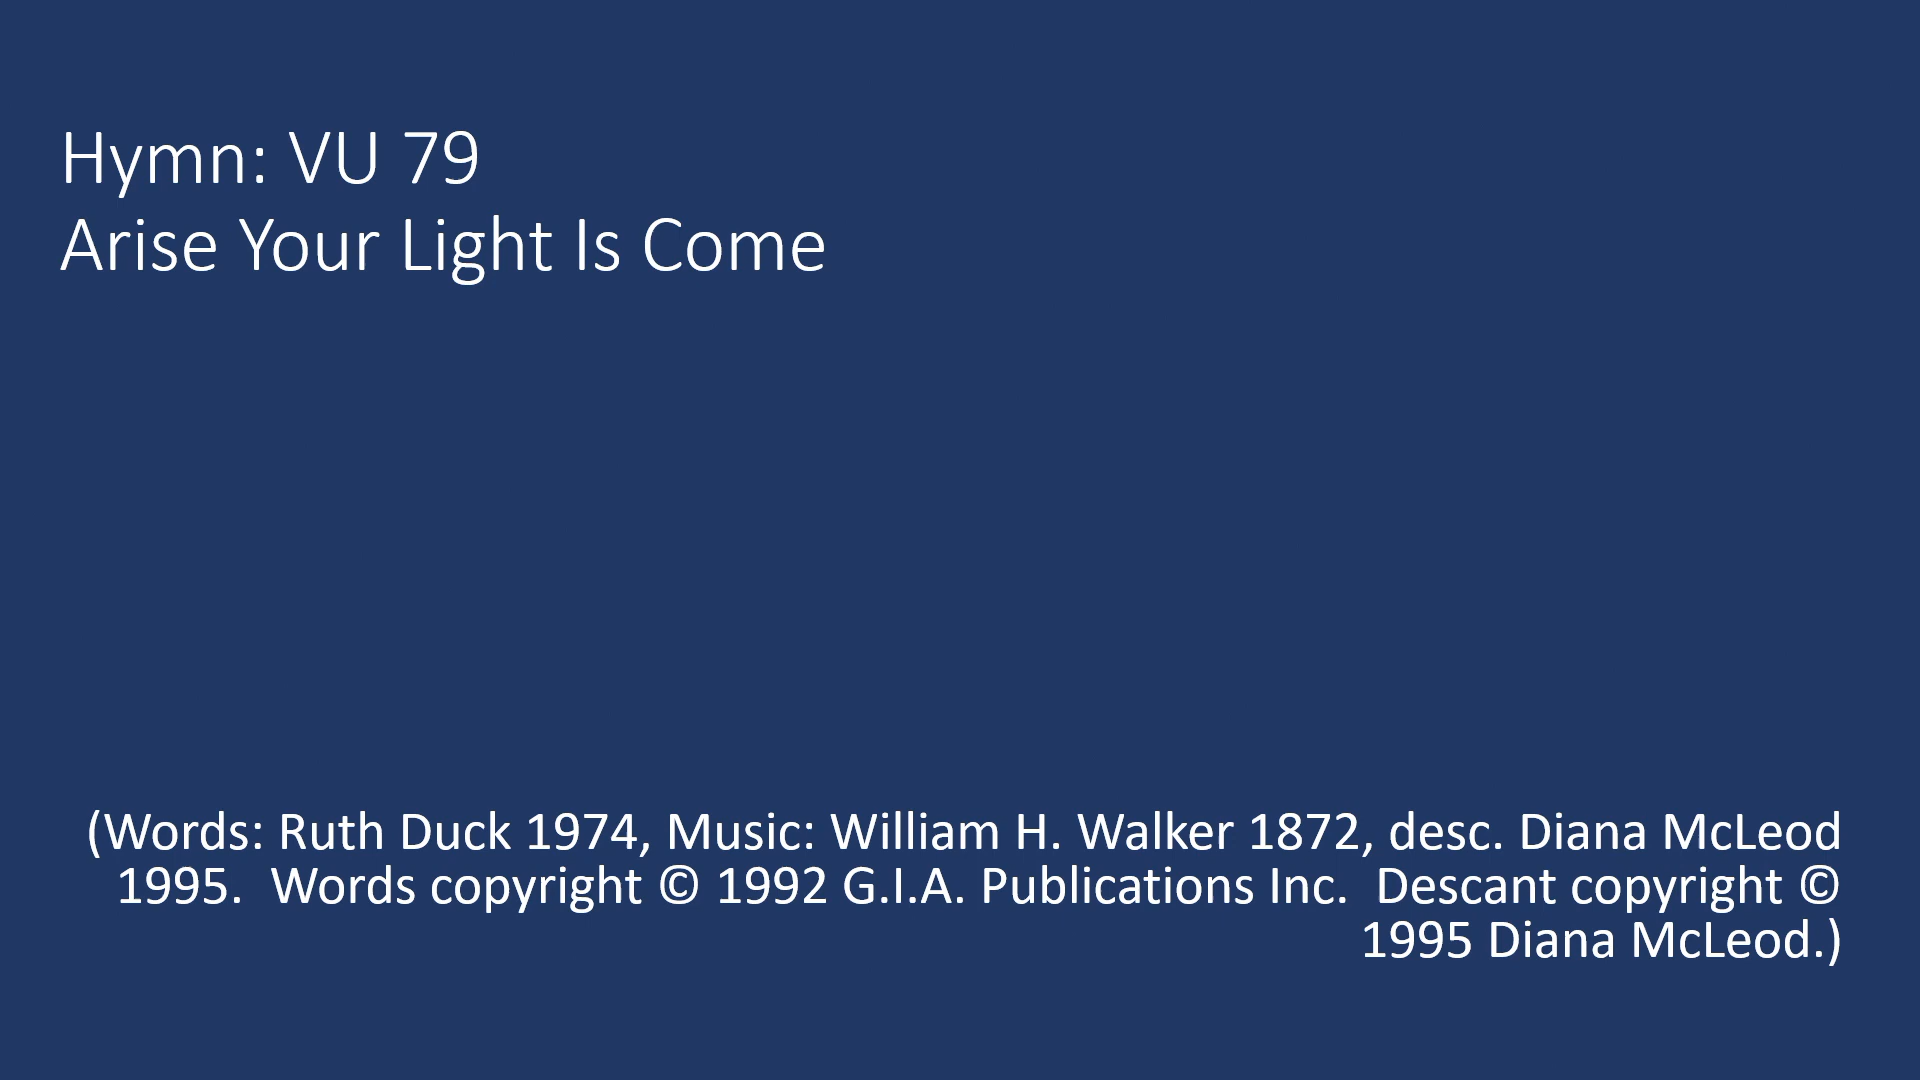 Hymn: VU 79
Arise Your Light Is Come
(Words: Ruth Duck 1974, Music: William H. Walker 1872, desc. Diana McLeod
1995.  Words copyright © 1992 G.I.A. Publications Inc.  Descant copyright ©
1995 Diana McLeod.)